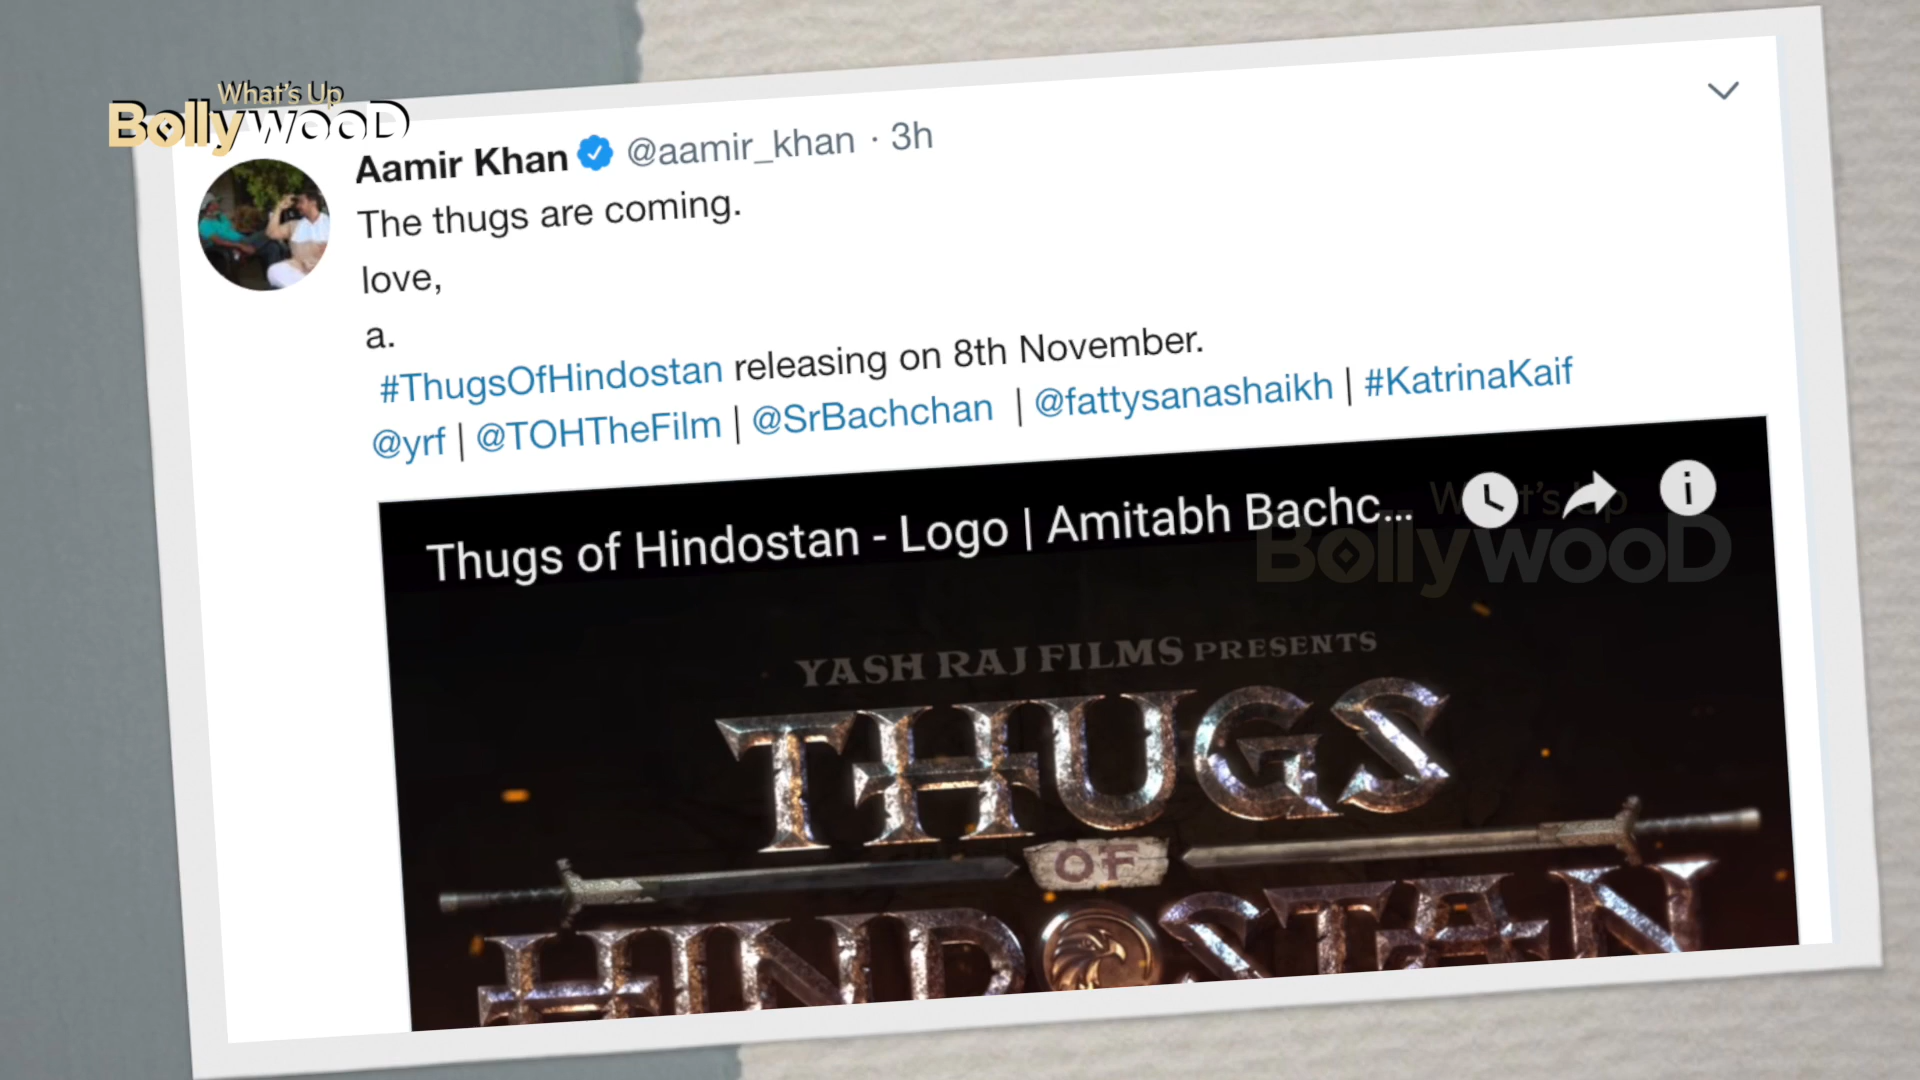 What's Up
BollywooD
Aamir Khan @aamir_khan · 3h
The thugs are coming.
love,
a.
#ThugsOfHindostan releasing on 8th November.
@yrf | @TOHTheFilm | @SrBachchan | @fattysanashaikh | #KatrinaKaif
Thugs of Hindostan - Logo | Amitabh Bachc...
What's Up
BollywooD
YASH RAJ FILMS PRESENTS
THUGS
OF
HINDOSTAN